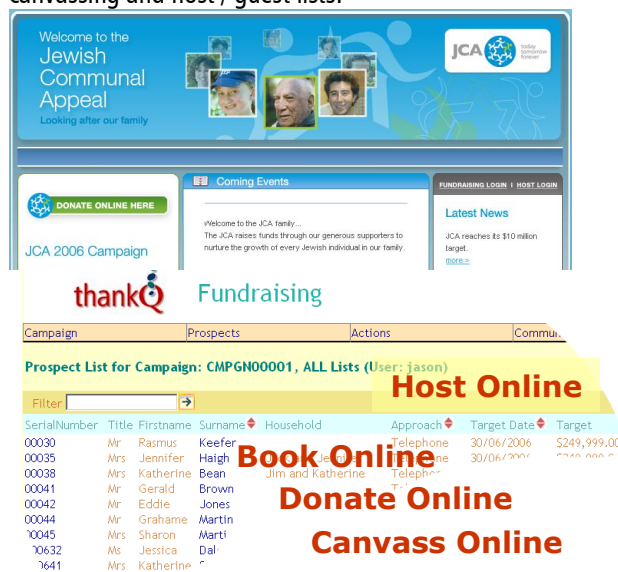 canvassing and host / guest lists.
Welcome to the
Jewish
Communal
Appeal
Looking after our family
JCA today
tomorrow
forever
Coming Events
FUNDRAISING LOGIN | HOST LOGIN
DONATE ONLINE HERE
Welcome to the JCA family...
The JCA raises funds through our generous supporters to
nurture the growth of every Jewish individual in our family.
Latest News
JCA reaches its $10 million
target.
more >
JCA 2006 Campaign
thankQ Fundraising
Campaign Prospects Actions
Prospect List for Campaign: CMPGN00001, ALL Lists (User: jason)
Host Online
Filter
SerialNumber Title Firstname Surname Household Approach Target Date Target
00030 Mr Rasmus Keefer Telephone 30/06/2006 $249,999.00
00035 Mrs Jennifer Haigh
Book Online
00038 Mrs Katherine Bean Jim and Katherine
00041 Mr Gerald Brown
Donate Online
00042 Mr Eddie Jones
00044 Mr Grahame Martin
Canvass Online
Mrs Sharon
Ms Jessica
Mrs Katherine